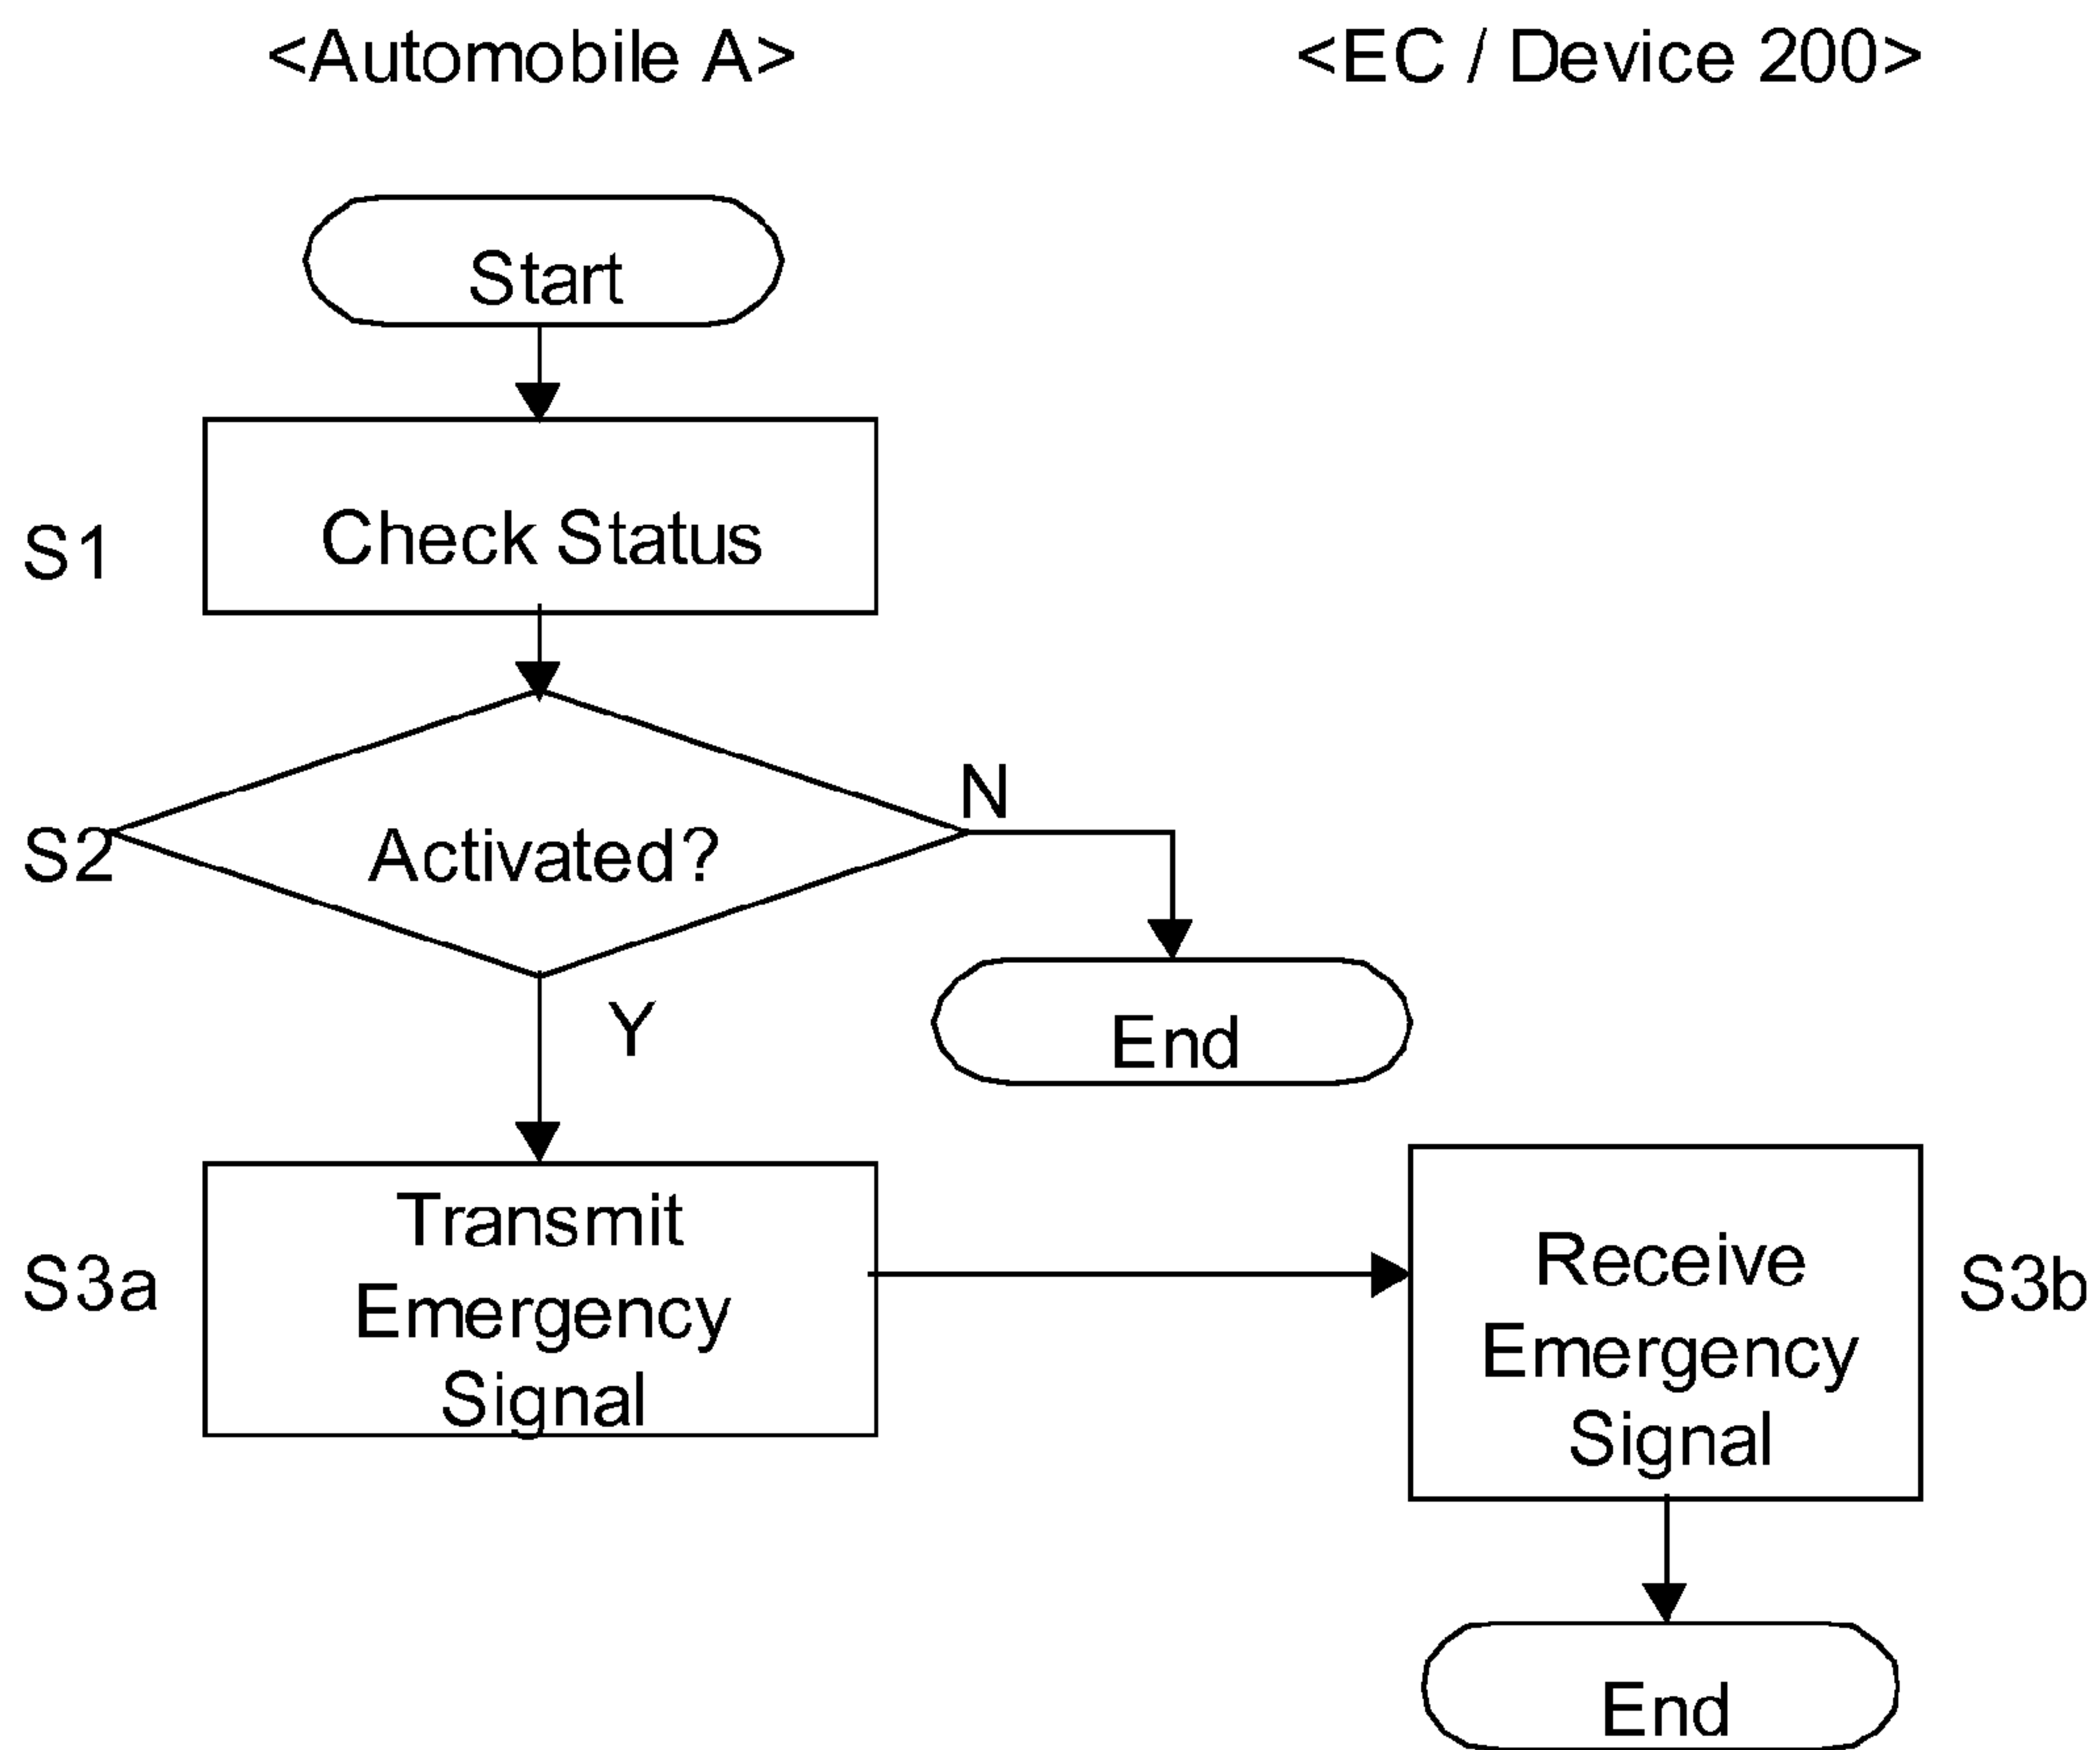 <Automobile A>
<EC / Device 200>
Start
S1
Check Status
S2
Activated?
N
Y
End
S3a
Transmit
Emergency
Signal
Receive
Emergency
Signal
S3b
End